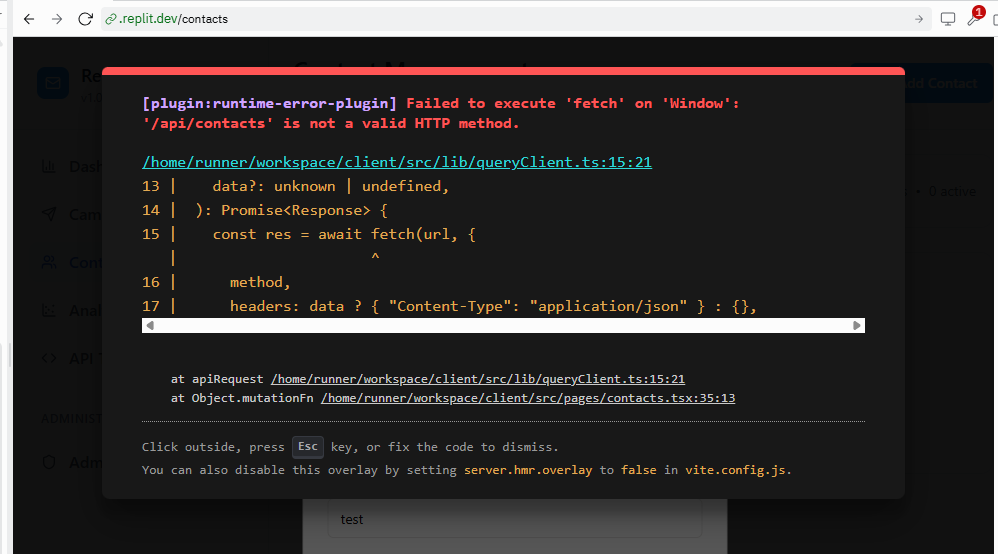 .replit.dev/contacts
1
Re
[plugin:runtime-error-plugin] Failed to execute 'fetch' on 'Window':
'/api/contacts' is not a valid HTTP method.
/home/runner/workspace/client/src/lib/queryClient.ts:15:21
13 |    data?: unknown | undefined,
14 |  ): Promise<Response> {
15 |    const res = await fetch(url, {
   |                      ^
16 |      method,
17 |      headers: data ? { "Content-Type": "application/json" } : {},
at apiRequest /home/runner/workspace/client/src/lib/queryClient.ts:15:21
at Object.mutationFn /home/runner/workspace/client/src/pages/contacts.tsx:35:13
Click outside, press Esc key, or fix the code to dismiss.
You can also disable this overlay by setting server.hmr.overlay to false in vite.config.js.
dd Contact
• 0 active
Dash
Cam
Cont
Anal
API T
ADMINIST
Adm
test